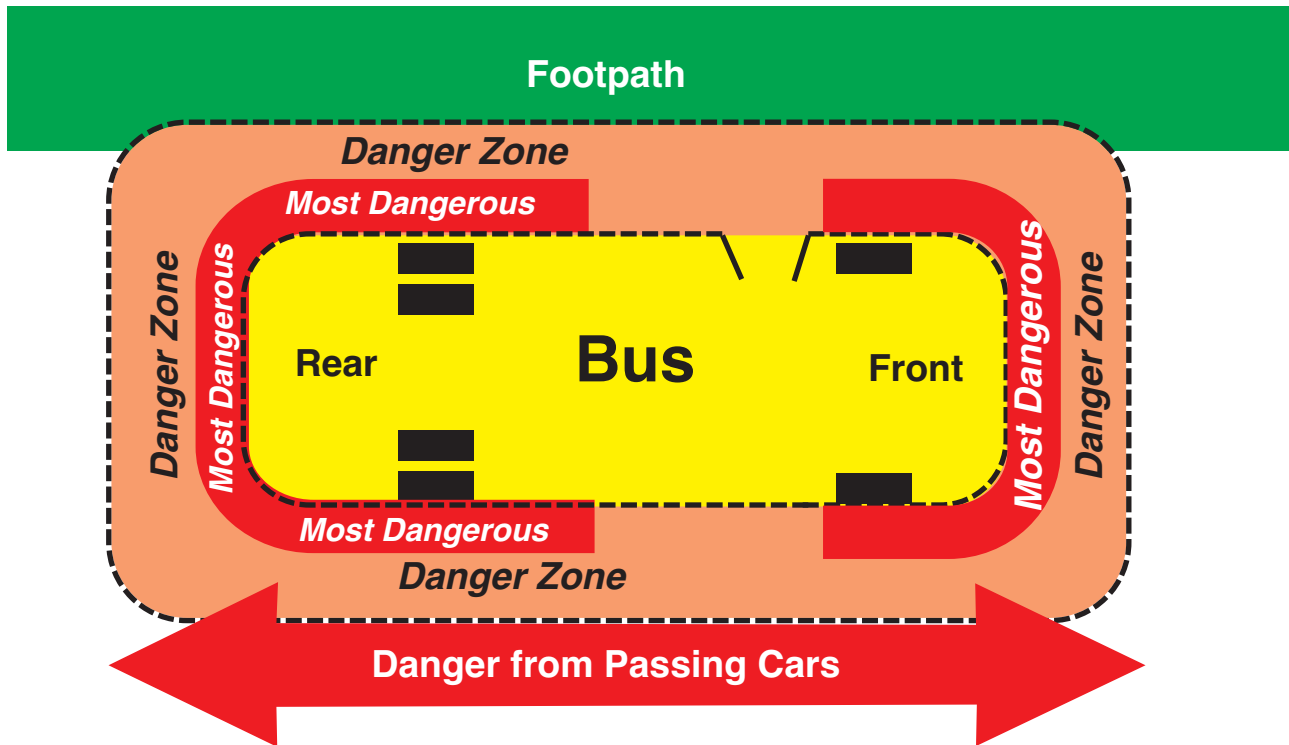 Footpath
Danger Zone
Most Dangerous
Danger Zone
Most Dangerous
Rear
Bus
Front
Most Dangerous
Danger Zone
Most Dangerous
Danger Zone
Danger from Passing Cars